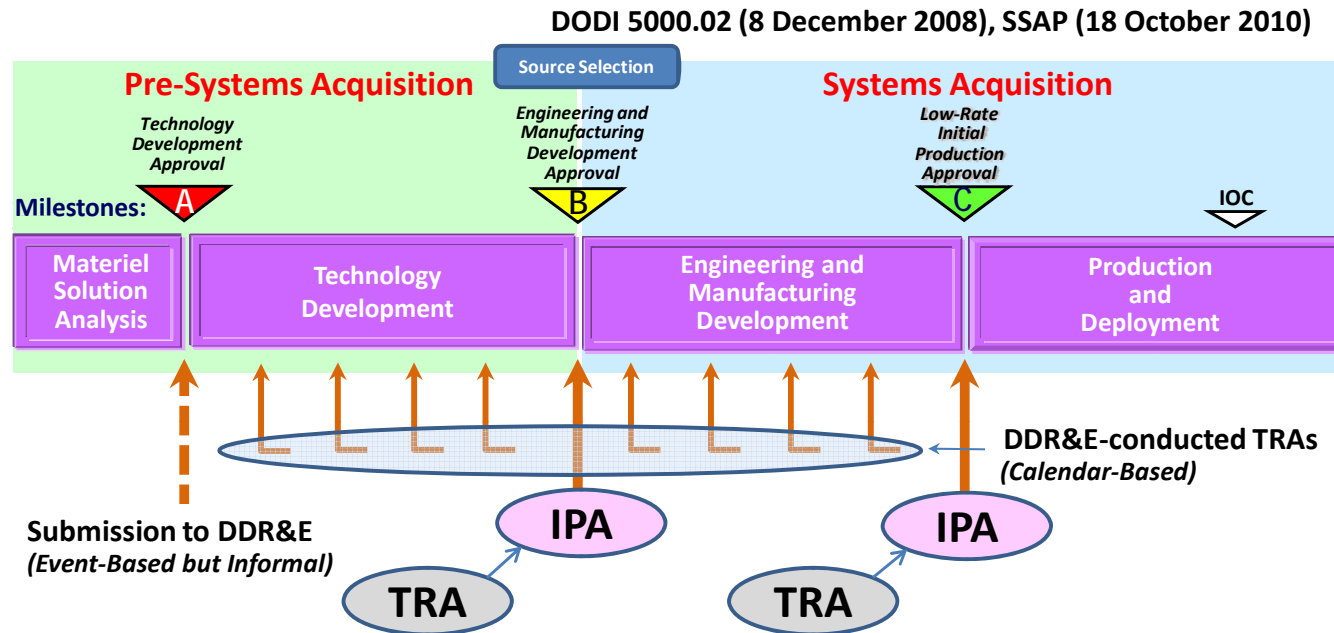 DODI 5000.02 (8 December 2008), SSAP (18 October 2010)
Source Selection
Pre-Systems Acquisition
Systems Acquisition
Technology
Development
Approval
Engineering and
Manufacturing
Development
Approval
Low-Rate
Initial
Production
Approval
Milestones:
A
B
C
IOC
Materiel
Solution
Analysis
Technology
Development
Engineering and
Manufacturing
Development
Production
and
Deployment
DDR&E-conducted TRAs
(Calendar-Based)
Submission to DDR&E
(Event-Based but Informal)
IPA
IPA
TRA
TRA